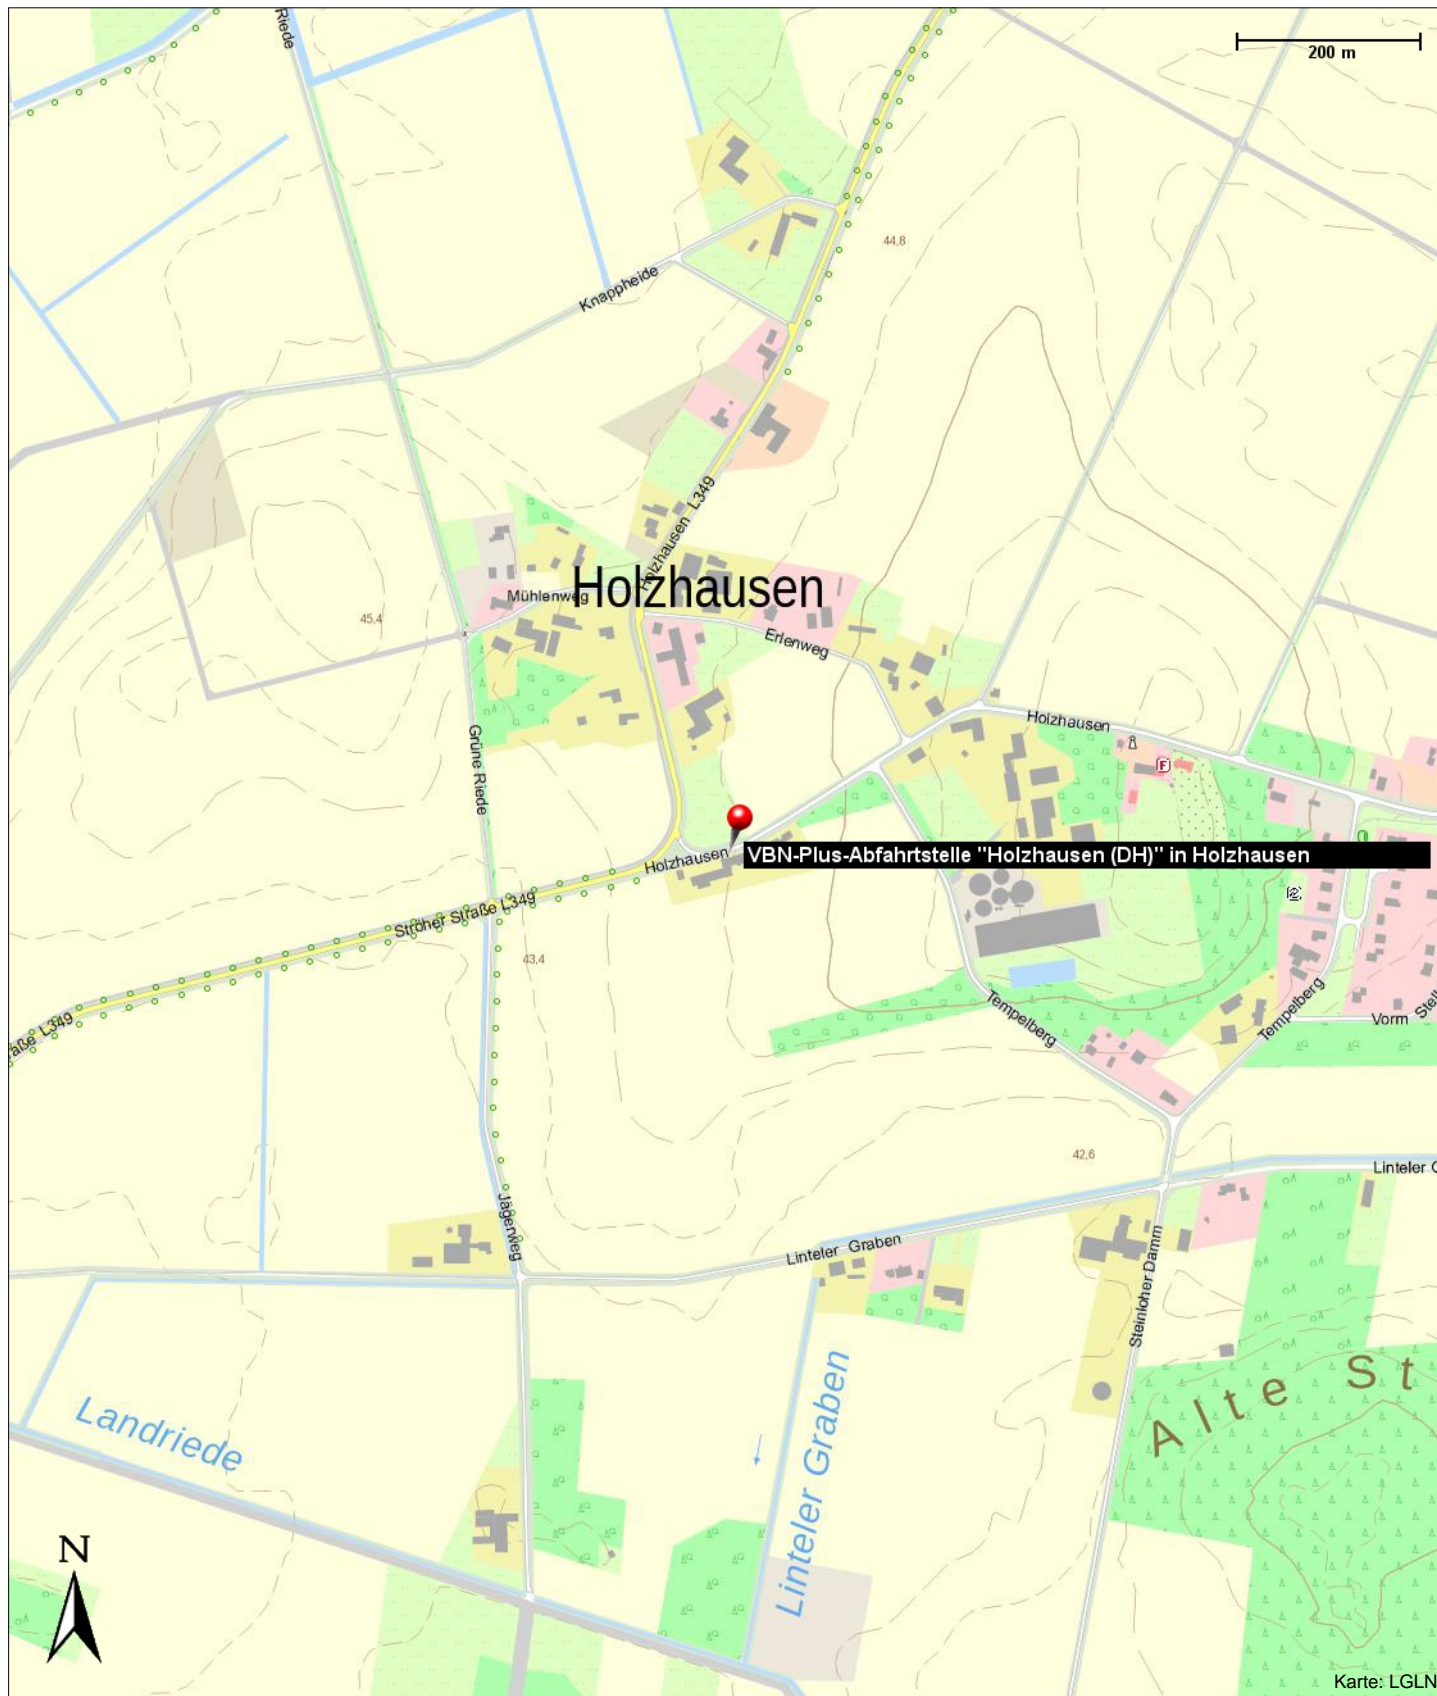 Riede
200 m
44,8
Knappheide
Holzhausen L349
Holzhausen
Mühlenweg
45,4
Erlenweg
Holzhausen
Grüne Riede
F
VBN-Plus-Abfahrtstelle "Holzhausen (DH)" in Holzhausen
Holzhausen
Ströher Straße L349
43,4
Tempelberg
Tempelberg
Vorm Stell
raße L349
42,6
Linteler G
Jägerweg
Linteler Graben
Steinloher Damm
Alte St
Landriede
Linteler Graben
N
Karte: LGLN